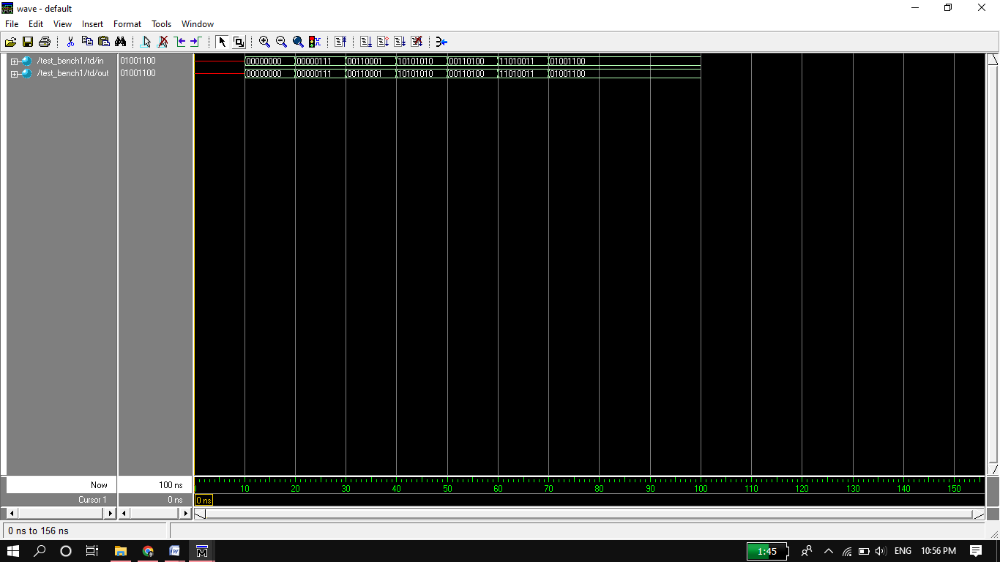 wave - default
File Edit View Insert Format Tools Window
/test_bench1/td/in 01001100 00000000 00000111 00110001 10101010 00110100 11010011 01001100
/test_bench1/td/out 01001100 00000000 00000111 00110001 10101010 00110100 11010011 01001100
Now 100 ns 10 20 30 40 50 60 70 80 90 100 110 120 130 140 150
Cursor 1 0 ns 0 ns
0 ns to 156 ns
1:45 ENG 10:56 PM